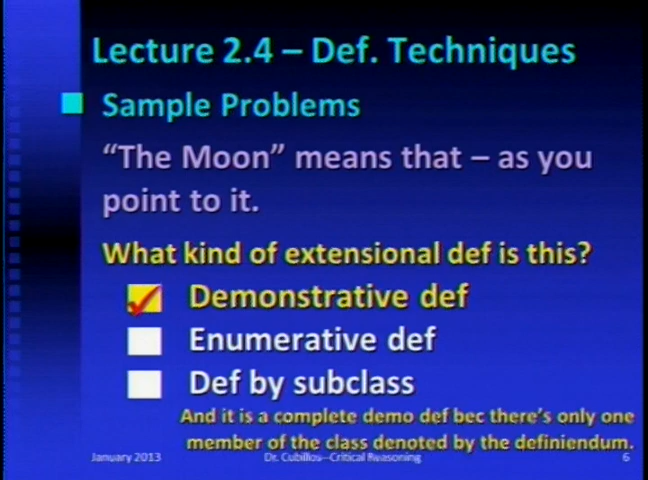 Lecture 2.4 – Def. Techniques
Sample Problems
“The Moon” means that – as you
point to it.
What kind of extensional def is this?
Demonstrative def
Enumerative def
Def by subclass
And it is a complete demo def bec there's only one
member of the class denoted by the definiendum.
January 2013 Dr. Cubillos--Critical Reasoning 6